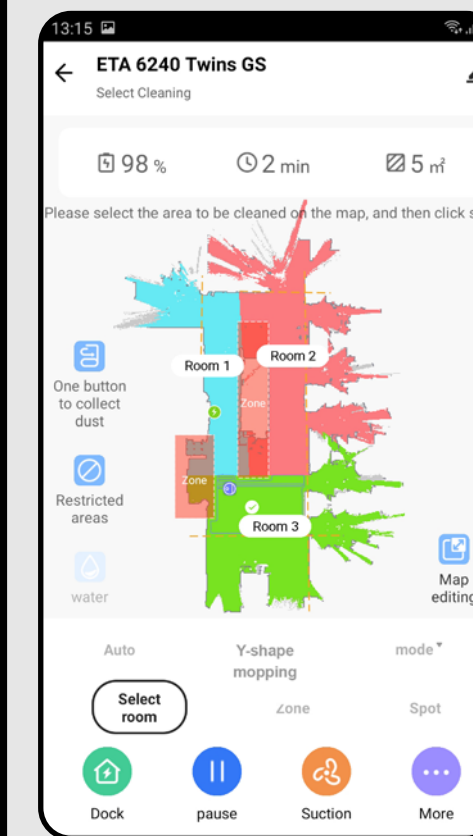 13:15
ETA 6240 Twins GS
Select Cleaning
98 %
2 min
5 ㎡
Please select the area to be cleaned on the map, and then click s
Room 1
Room 2
Zone
Zone
Room 3
One button
to collect
dust
Restricted
areas
water
Map
editing
Auto
Y-shape
mopping
mode
Select
room
Zone
Spot
Dock
pause
Suction
More